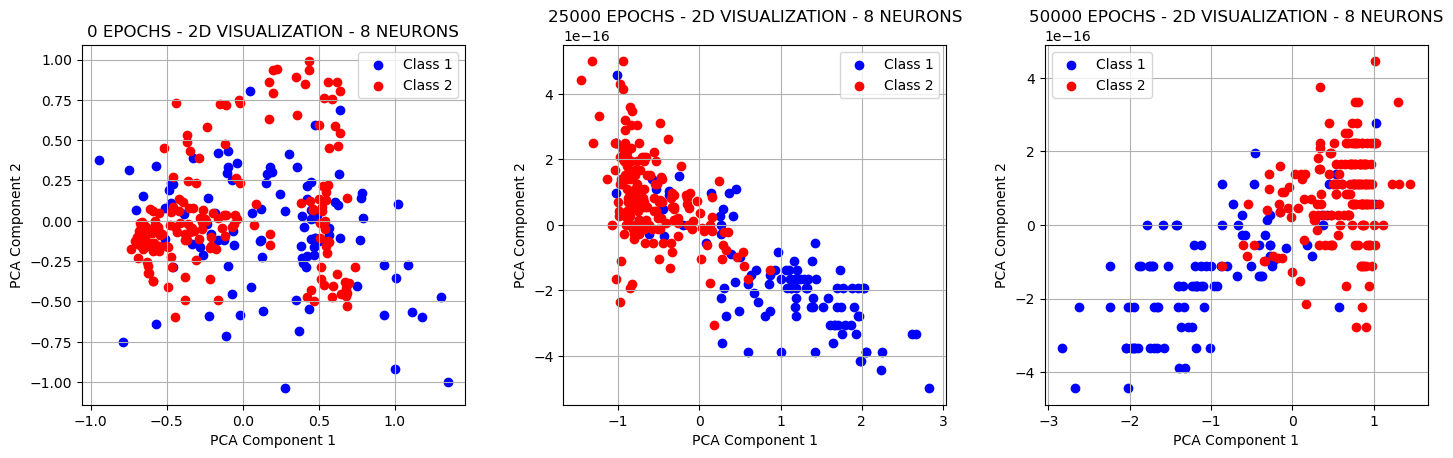 0 EPOCHS - 2D VISUALIZATION - 8 NEURONS
Class 1
Class 2
1.00
0.75
0.50
0.25
0.00
−0.25
−0.50
−0.75
−1.00
PCA Component 2
−1.0
−0.5
0.0
0.5
1.0
PCA Component 1
25000 EPOCHS - 2D VISUALIZATION - 8 NEURONS
1e−16
Class 1
Class 2
4
2
0
−2
−4
PCA Component 2
−1
0
1
2
3
PCA Component 1
50000 EPOCHS - 2D VISUALIZATION - 8 NEURONS
1e−16
Class 1
Class 2
4
2
0
−2
−4
PCA Component 2
−3
−2
−1
0
1
PCA Component 1